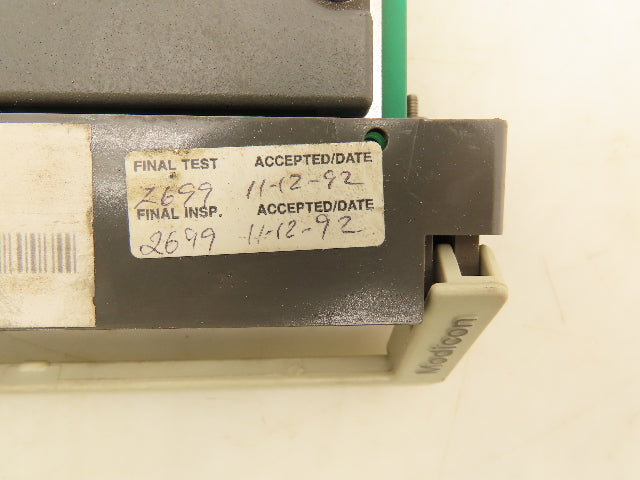 FINAL TEST ACCEPTED/DATE
2699 11-12-92
FINAL INSP. ACCEPTED/DATE
2699 11-12-92
Modicon